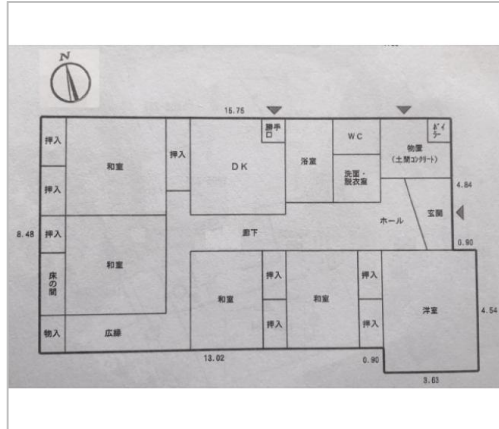 N
15.75
押入
和室
押入
DK
勝手口
浴室
WC
洗面・
脱衣室
物置
(土間コンクリート)
ボイラー
押入
8.48
押入
床の間
物入
和室
広縁
廊下
ホール
玄関
4.84
0.90
和室
押入
押入
和室
押入
押入
洋室
4.54
13.02
0.90
3.63